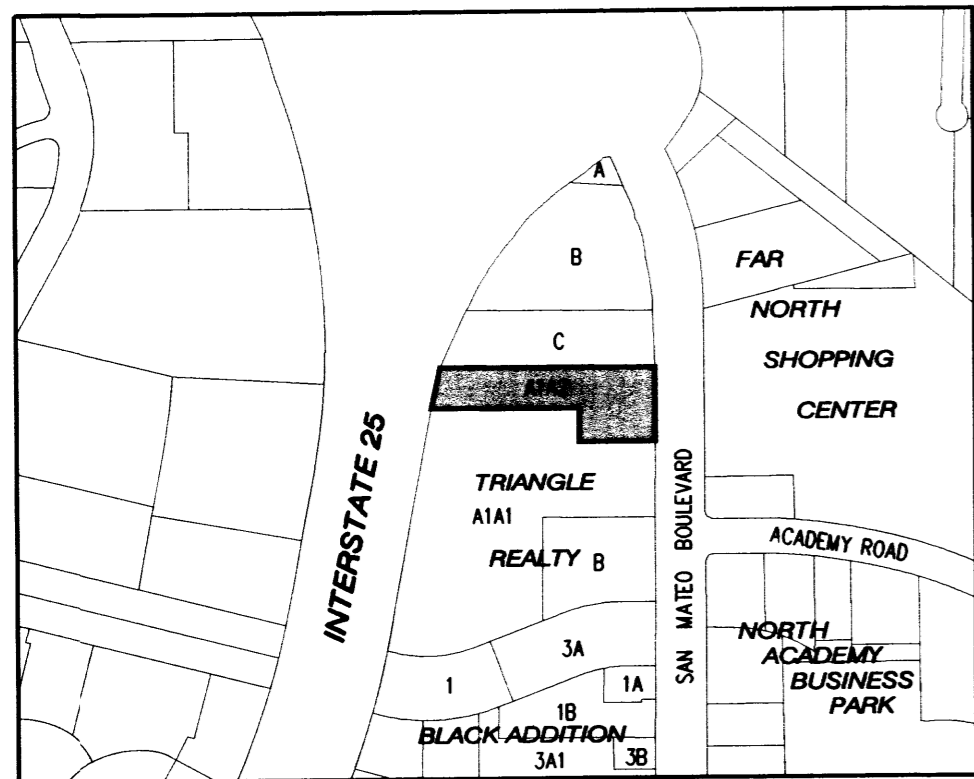 A
B
FAR
NORTH
C
SHOPPING
CENTER
INTERSTATE 25
TRIANGLE
A1A1
SAN MATEO BOULEVARD
ACADEMY ROAD
REALTY
B
3A
NORTH
ACADEMY
1
1A
BUSINESS
PARK
1B
BLACK ADDITION
3A1
3B